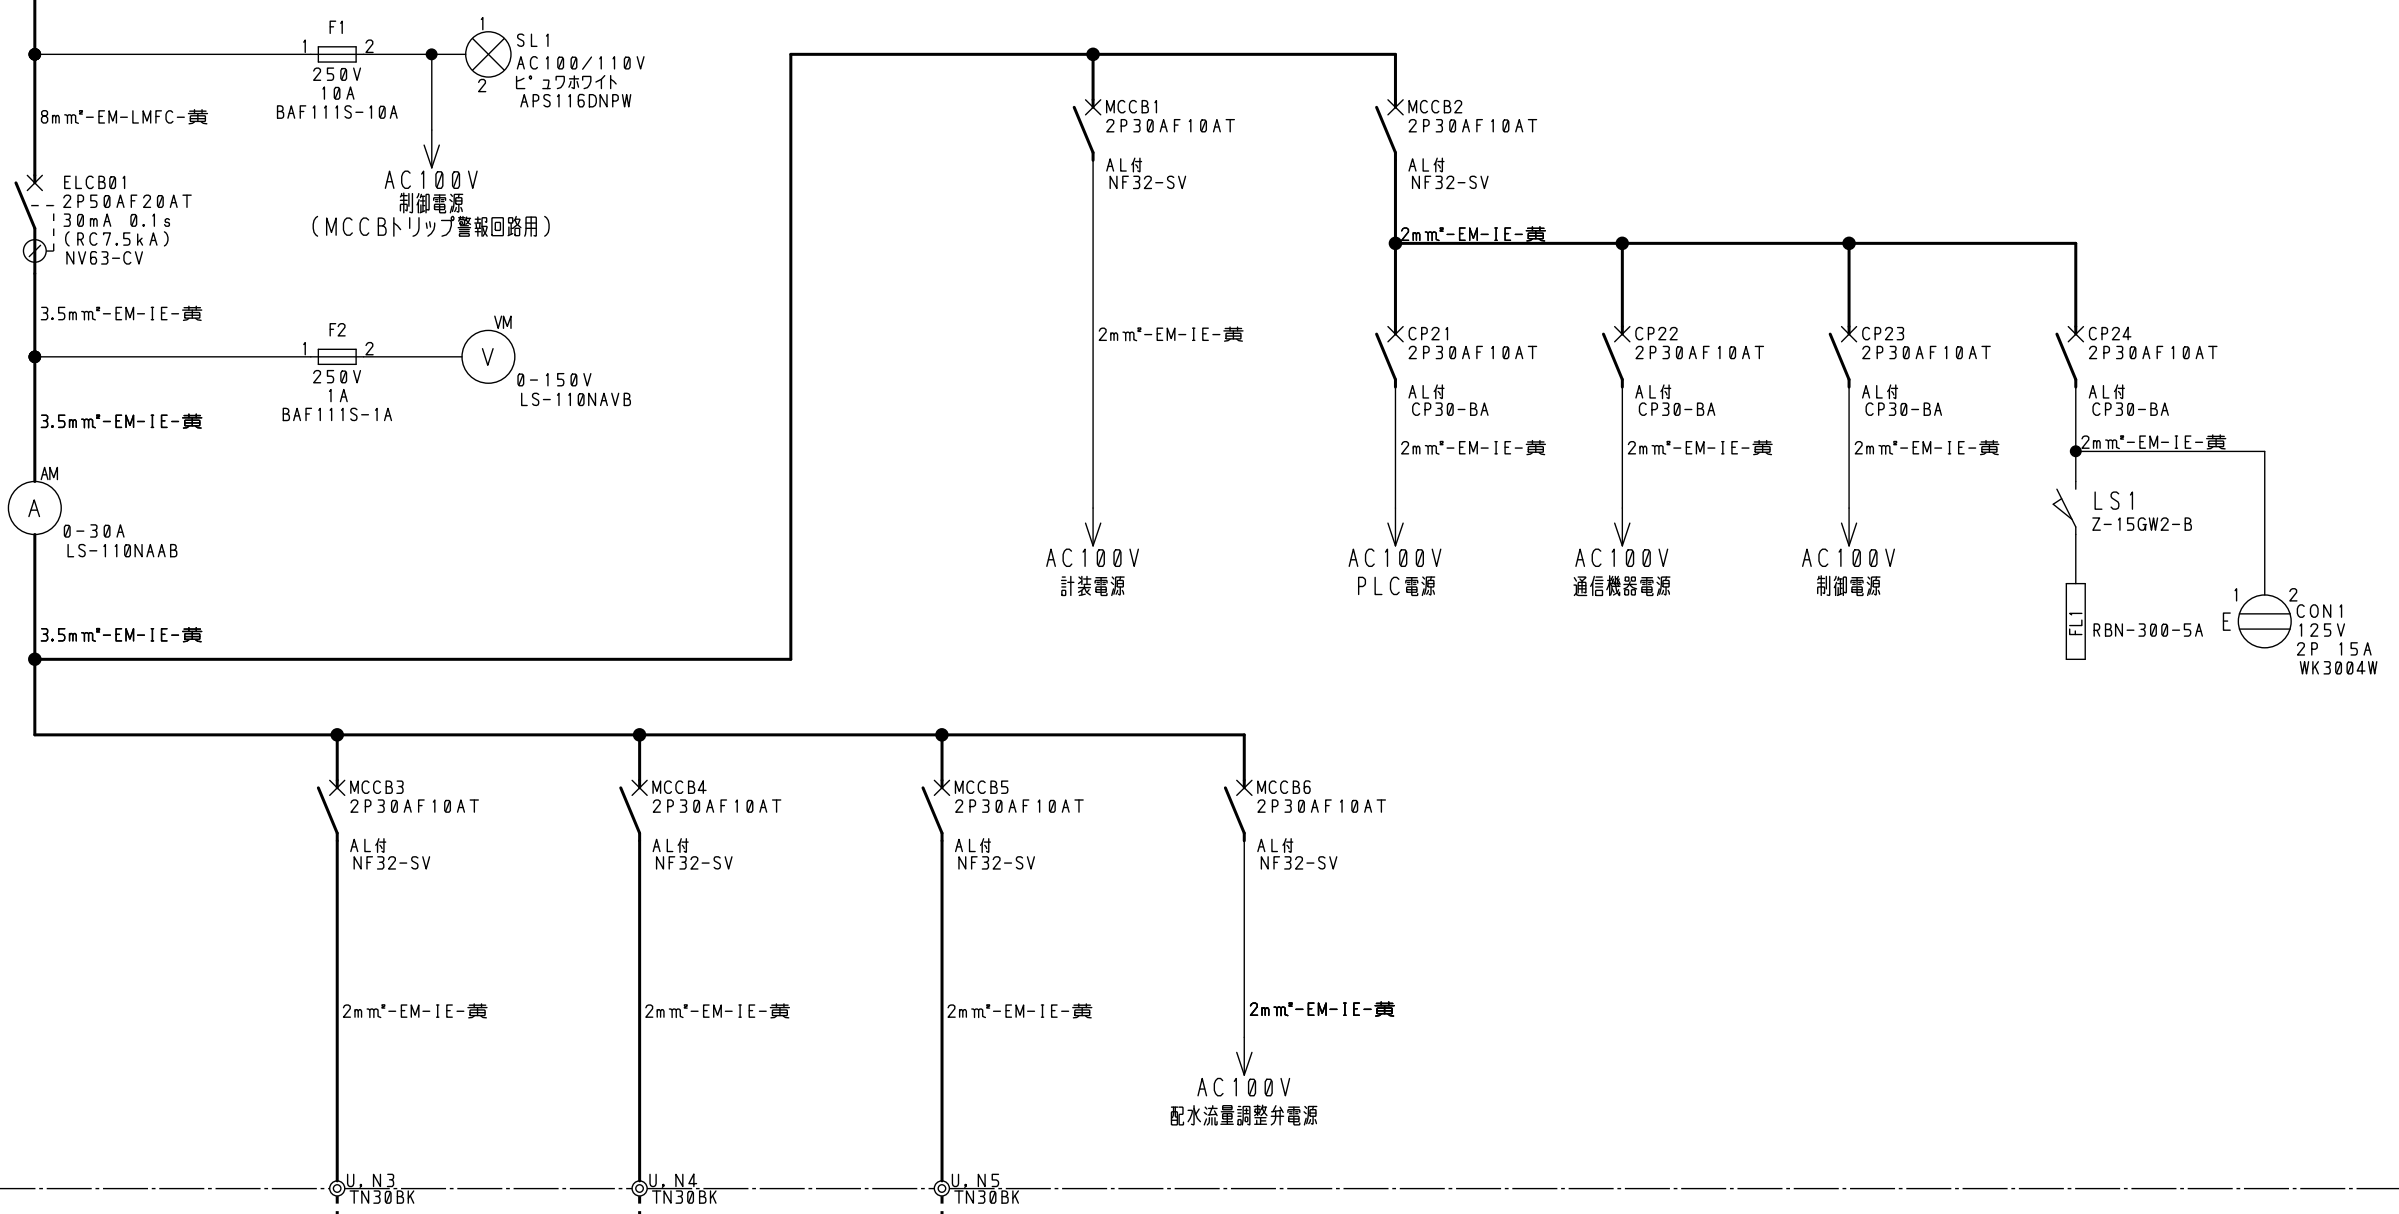 F1
1 2
250V
10A
BAF111S-10A
1
2
SL1
AC100/110V
ピュワホワイト
APS116DNPW
8mm²-EM-LMFC-黄
AC100V
制御電源
(MCCBトリップ警報回路用)
ELCB01
2P50AF20AT
30mA 0.1s
(RC7.5kA)
NV63-CV
3.5mm²-EM-IE-黄
F2
1 2
250V
1A
BAF111S-1A
VM
V
0-150V
LS-110NAVB
3.5mm²-EM-IE-黄
AM
A
0-30A
LS-110NAAB
3.5mm²-EM-IE-黄
MCCB1
2P30AF10AT
AL付
NF32-SV
2mm²-EM-IE-黄
AC100V
計装電源
MCCB2
2P30AF10AT
AL付
NF32-SV
2mm²-EM-IE-黄
CP21
2P30AF10AT
AL付
CP30-BA
2mm²-EM-IE-黄
AC100V
PLC電源
CP22
2P30AF10AT
AL付
CP30-BA
2mm²-EM-IE-黄
AC100V
通信機器電源
CP23
2P30AF10AT
AL付
CP30-BA
2mm²-EM-IE-黄
AC100V
制御電源
CP24
2P30AF10AT
AL付
CP30-BA
2mm²-EM-IE-黄
LS1
Z-15GW2-B
FL1
RBN-300-5A
1 2
E
CON1
125V
2P 15A
WK3004W
MCCB3
2P30AF10AT
AL付
NF32-SV
2mm²-EM-IE-黄
U, N3
TN30BK
MCCB4
2P30AF10AT
AL付
NF32-SV
2mm²-EM-IE-黄
U, N4
TN30BK
MCCB5
2P30AF10AT
AL付
NF32-SV
2mm²-EM-IE-黄
U, N5
TN30BK
MCCB6
2P30AF10AT
AL付
NF32-SV
2mm²-EM-IE-黄
AC100V
配水流量調整弁電源